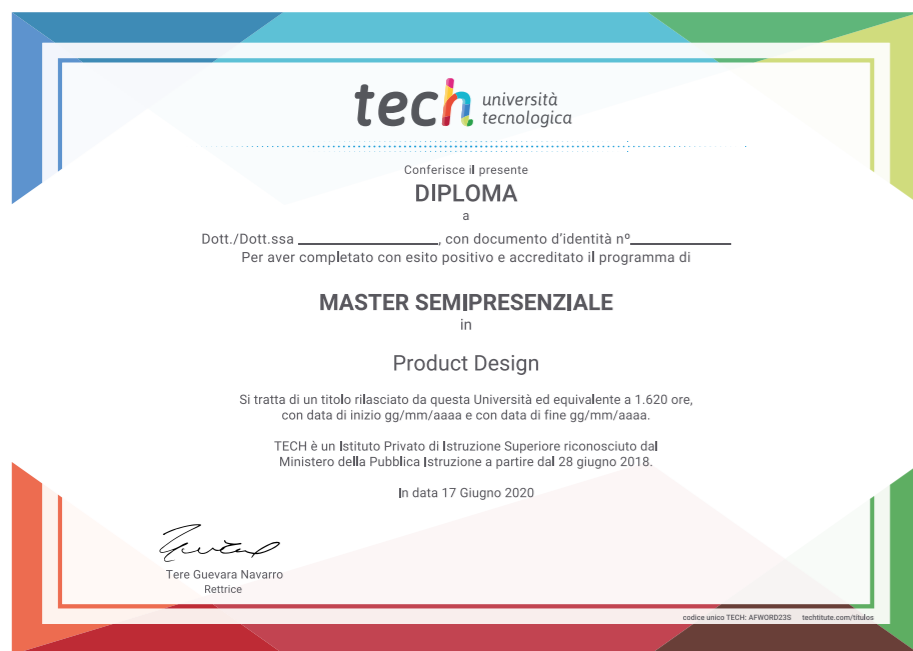 tech università
tecnologica
Conferisce il presente
DIPLOMA
a
Dott./Dott.ssa _________________, con documento d'identità nº____________
Per aver completato con esito positivo e accreditato il programma di
MASTER SEMIPRESENZIALE
in
Product Design
Si tratta di un titolo rilasciato da questa Università ed equivalente a 1.620 ore,
con data di inizio gg/mm/aaaa e con data di fine gg/mm/aaaa.
TECH è un Istituto Privato di Istruzione Superiore riconosciuto dal
Ministero della Pubblica Istruzione a partire dal 28 giugno 2018.
In data 17 Giugno 2020
Tere Guevara Navarro
Rettrice
codice unico TECH: AFWORD23S techtitute.com/titulos